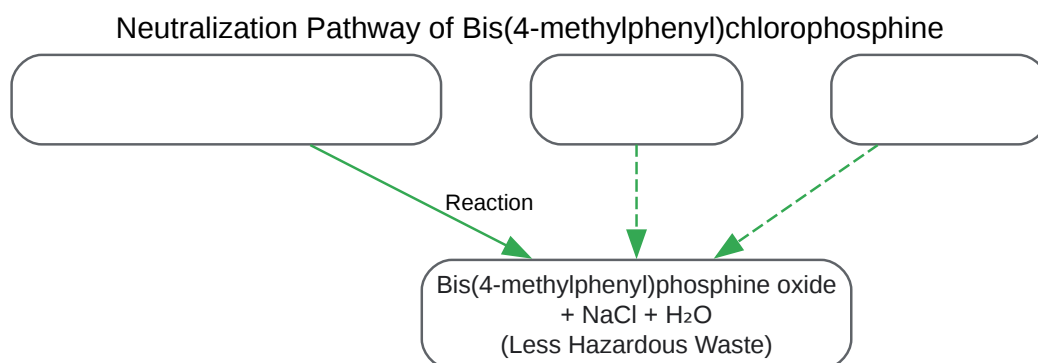 Neutralization Pathway of Bis(4-methylphenyl)chlorophosphine
Reaction
Bis(4-methylphenyl)phosphine oxide
+ NaCl + H₂O
(Less Hazardous Waste)